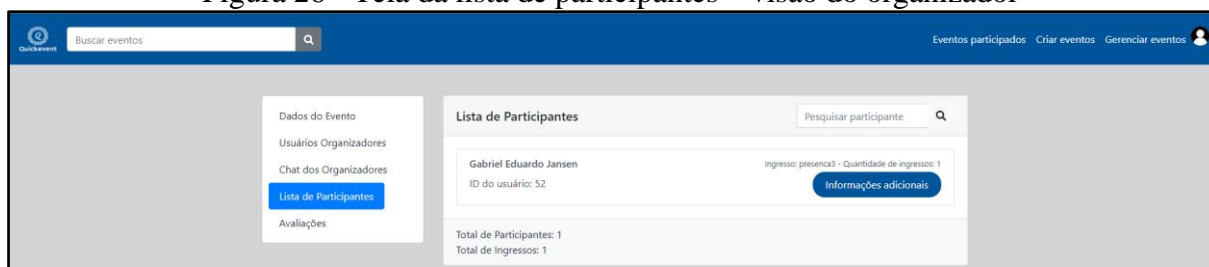 Quickevent
Buscar eventos
Eventos participados Criar eventos Gerenciar eventos
Dados do Evento
Usuários Organizadores
Chat dos Organizadores
Lista de Participantes
Avaliações
Lista de Participantes
Pesquisar participante
Gabriel Eduardo Jansen
Ingresso: presenca3 - Quantidade de ingressos: 1
ID do usuário: 52
Informações adicionais
Total de Participantes: 1
Total de Ingressos: 1